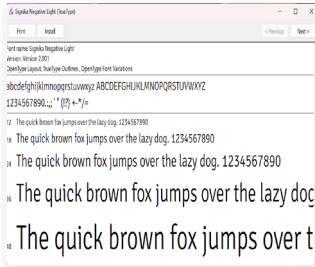 Signika Negative Light (TrueType)
Print Install < Previous Next >
Font name: Signika Negative Light
Version: Version 2.001
OpenType Layout, TrueType Outlines, OpenType Font Variations
abcdefghijklmnopqrstuvwxyz ABCDEFGHIJKLMNOPQRSTUVWXYZ
1234567890.:,; ' " (!?) +-*/=
12 The quick brown fox jumps over the lazy dog. 1234567890
18 The quick brown fox jumps over the lazy dog. 1234567890
24 The quick brown fox jumps over the lazy dog. 1234567890
36 The quick brown fox jumps over the lazy dog
48 The quick brown fox jumps over t